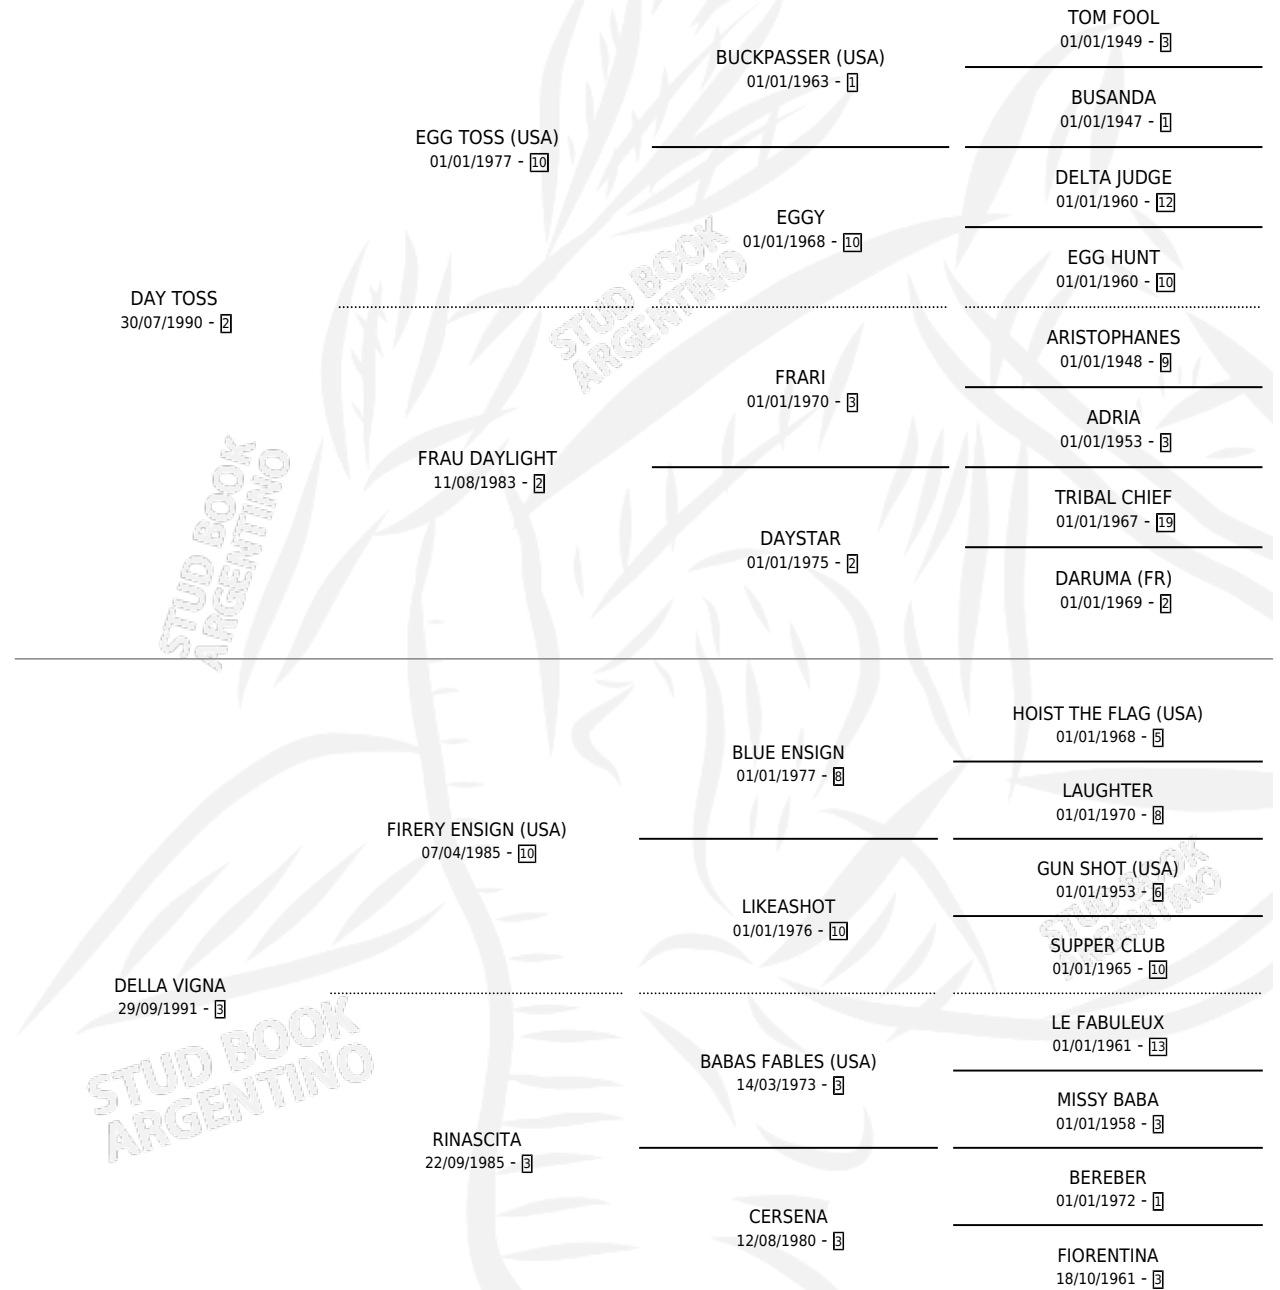 TOM FOOL
01/01/1949 - 3
BUCKPASSER (USA)
01/01/1963 - 1
BUSANDA
01/01/1947 - 1
EGG TOSS (USA)
01/01/1977 - 10
DELTA JUDGE
01/01/1960 - 12
EGGY
01/01/1968 - 10
EGG HUNT
01/01/1960 - 10
DAY TOSS
30/07/1990 - 2
ARISTOPHANES
01/01/1948 - 9
FRARI
01/01/1970 - 3
ADRIA
01/01/1953 - 3
FRAU DAYLIGHT
11/08/1983 - 2
TRIBAL CHIEF
01/01/1967 - 19
DAYSTAR
01/01/1975 - 2
DARUMA (FR)
01/01/1969 - 2
HOIST THE FLAG (USA)
01/01/1968 - 5
BLUE ENSIGN
01/01/1977 - 8
LAUGHTER
01/01/1970 - 8
FIRERY ENSIGN (USA)
07/04/1985 - 10
GUN SHOT (USA)
01/01/1953 - 6
LIKEASHOT
01/01/1976 - 10
SUPPER CLUB
01/01/1965 - 10
DELLA VIGNA
29/09/1991 - 3
LE FABULEUX
01/01/1961 - 13
BABAS FABLES (USA)
14/03/1973 - 3
MISSY BABA
01/01/1958 - 3
RINASCITA
22/09/1985 - 3
BEREBER
01/01/1972 - 1
CERSENA
12/08/1980 - 3
FIORENTINA
18/10/1961 - 3
STUD BOOK
ARGENTINO
STUD BOOK
ARGENTINO
STUD BOOK
ARGENTINO
STUD BOOK
ARGENTINO